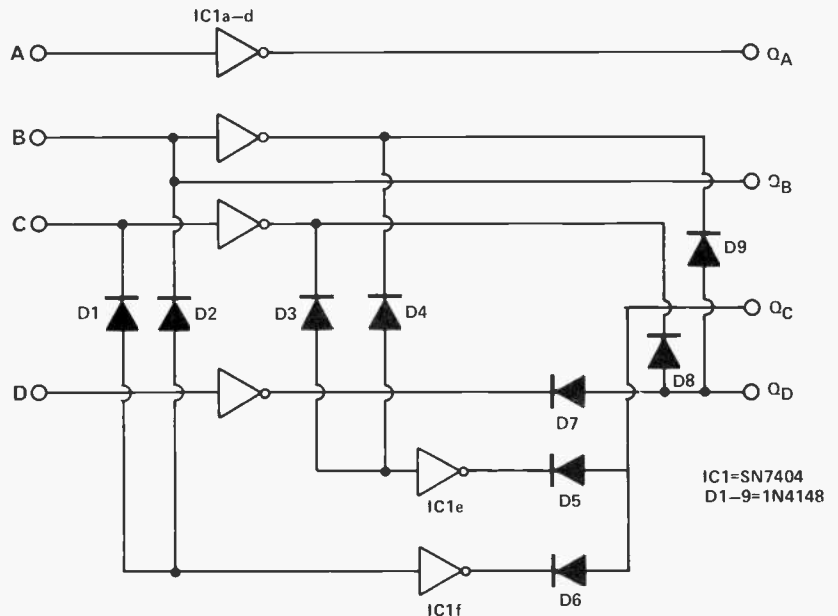 IC1a-d
A
QA
B
QB
C
D9
D1
D2
D3
D4
QC
D8
D
QD
D7
IC1=SN7404
D1-9=1N4148
D5
IC1e
D6
IC1f